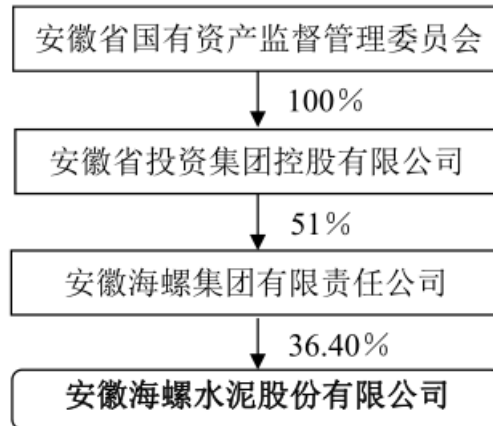 安徽省国有资产监督管理委员会
100%
安徽省投资集团控股有限公司
51%
安徽海螺集团有限责任公司
36.40%
安徽海螺水泥股份有限公司